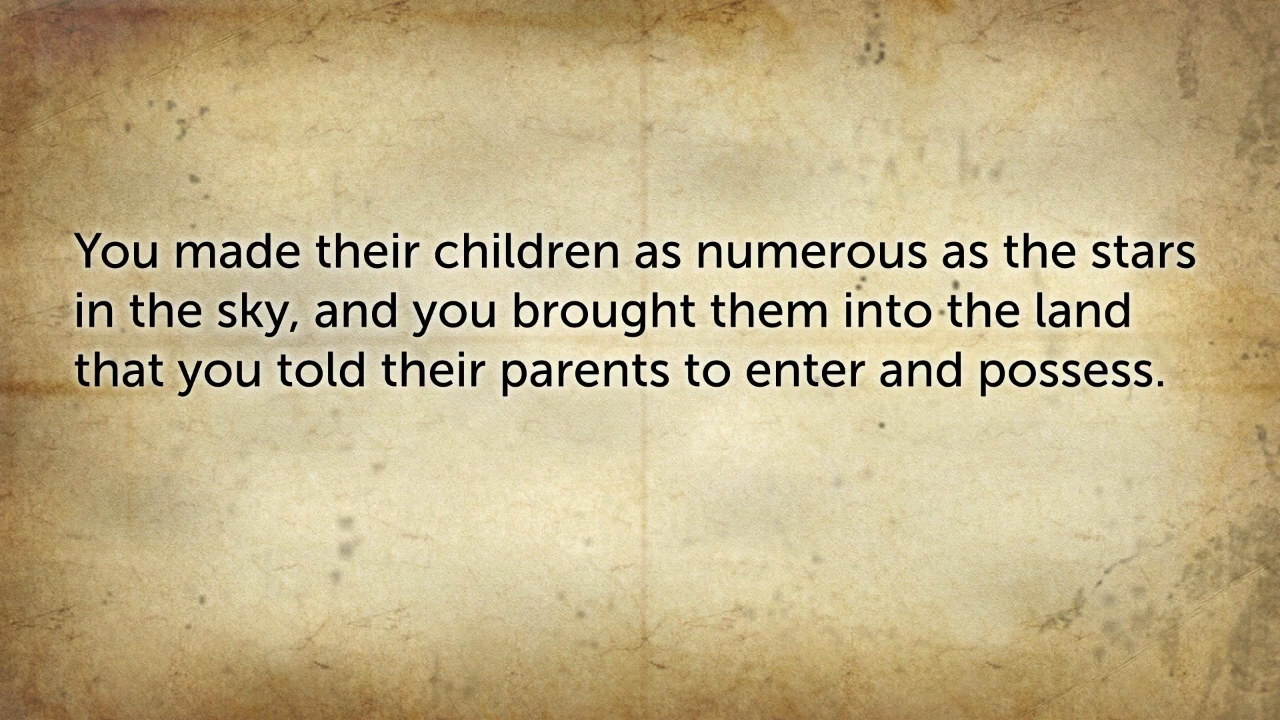 You made their children as numerous as the stars
in the sky, and you brought them into the land
that you told their parents to enter and possess.